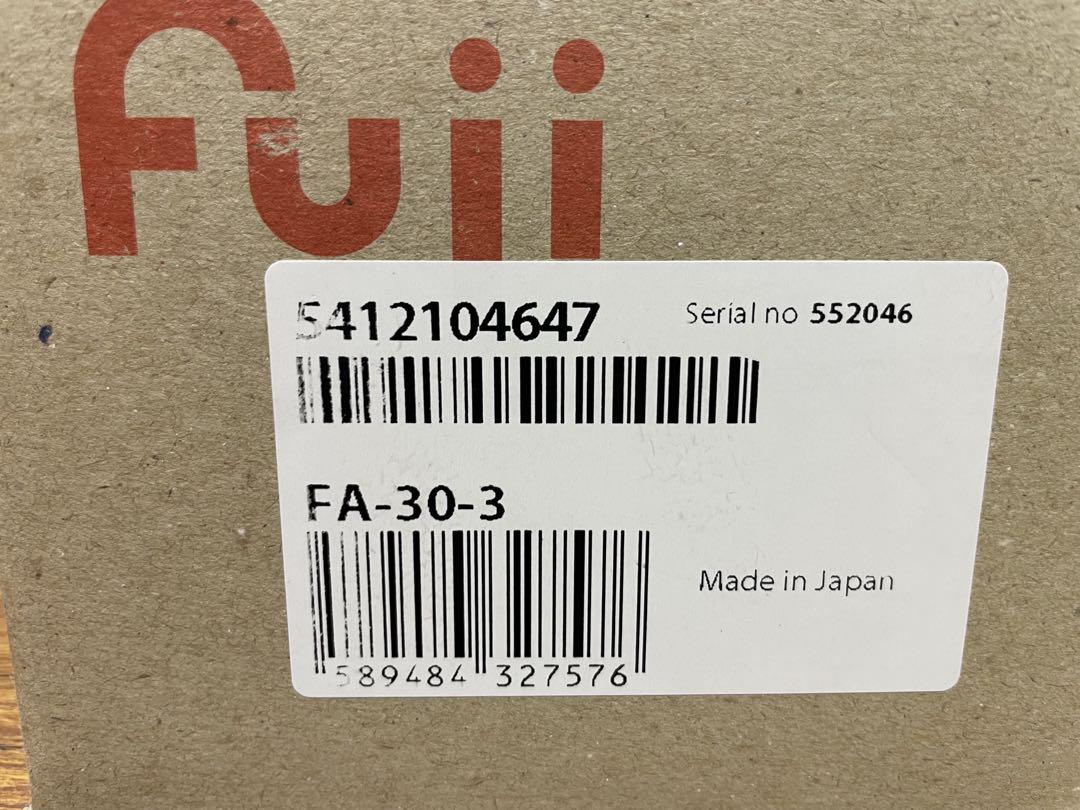 Fuji
5412104647
Serial no 552046
FA-30-3
Made in Japan
589484 327576